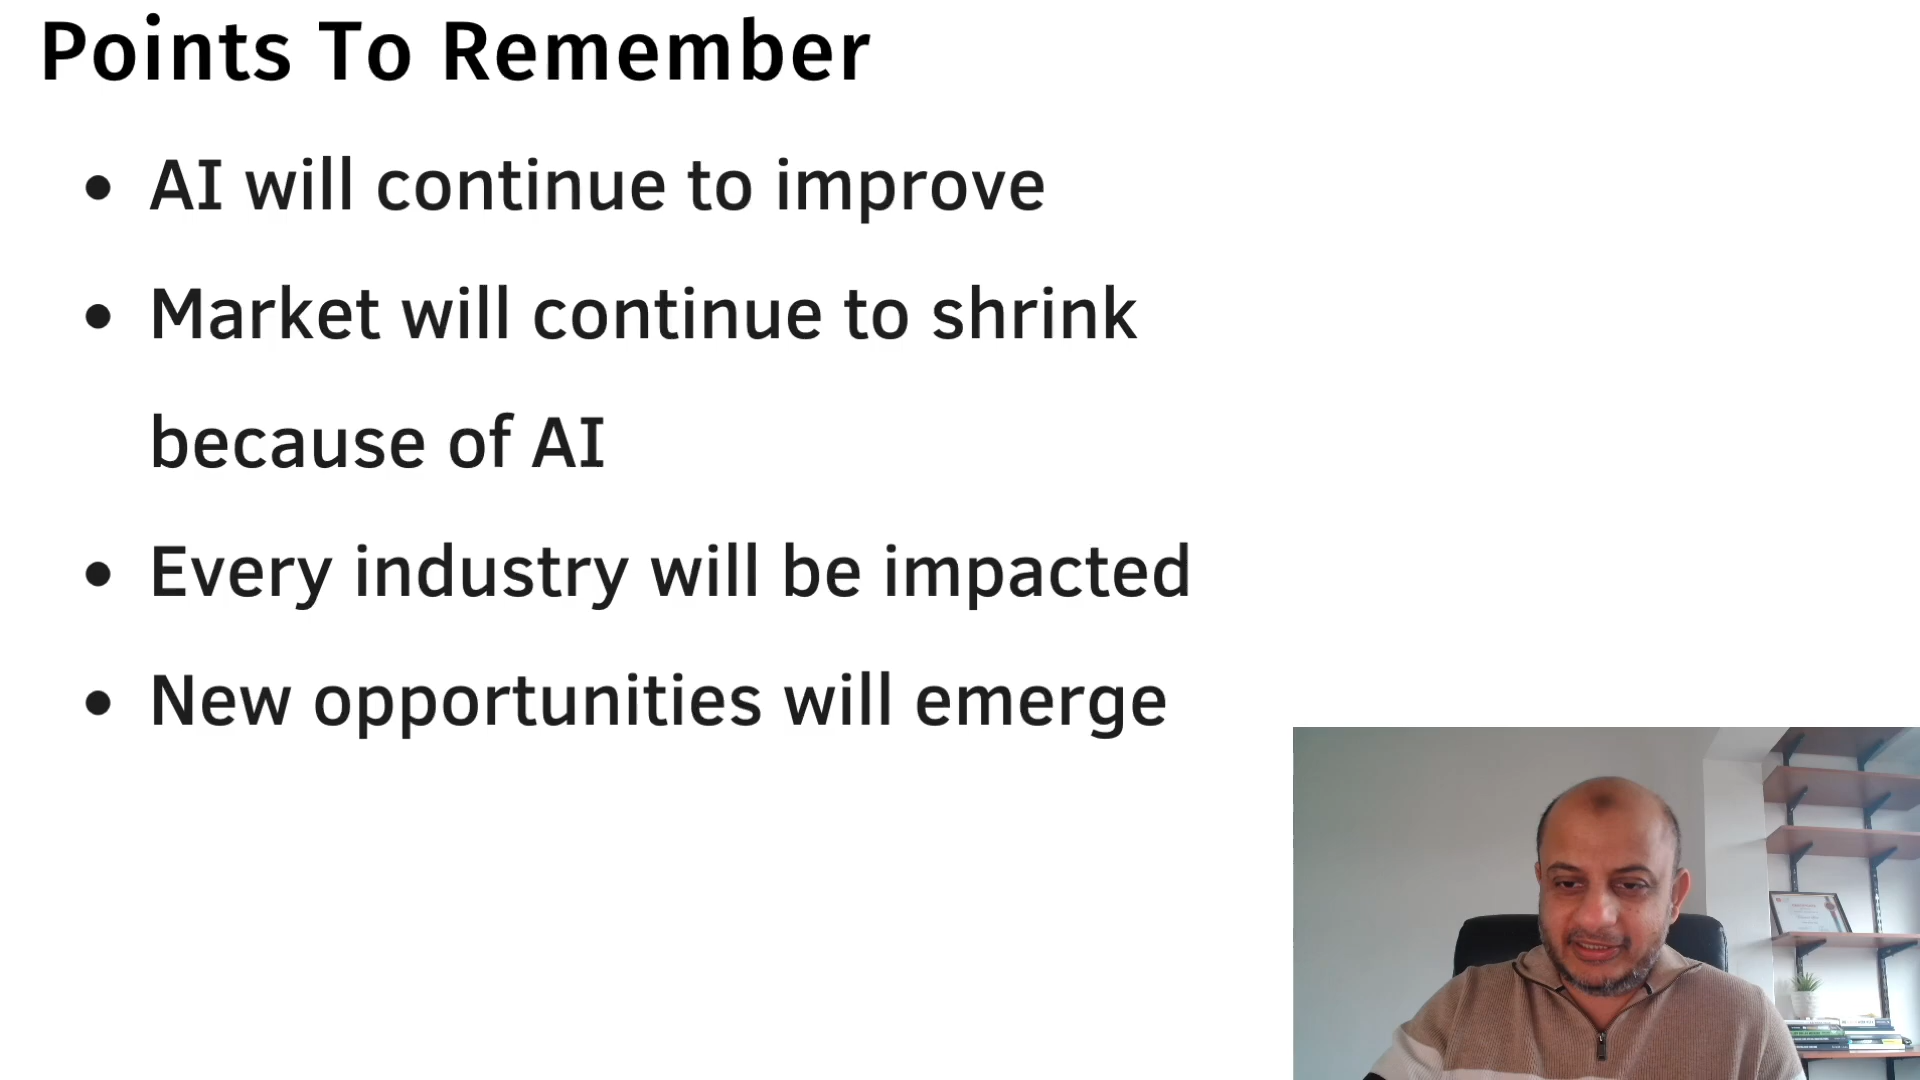 Points To Remember
• AI will continue to improve
• Market will continue to shrink
because of AI
• Every industry will be impacted
• New opportunities will emerge